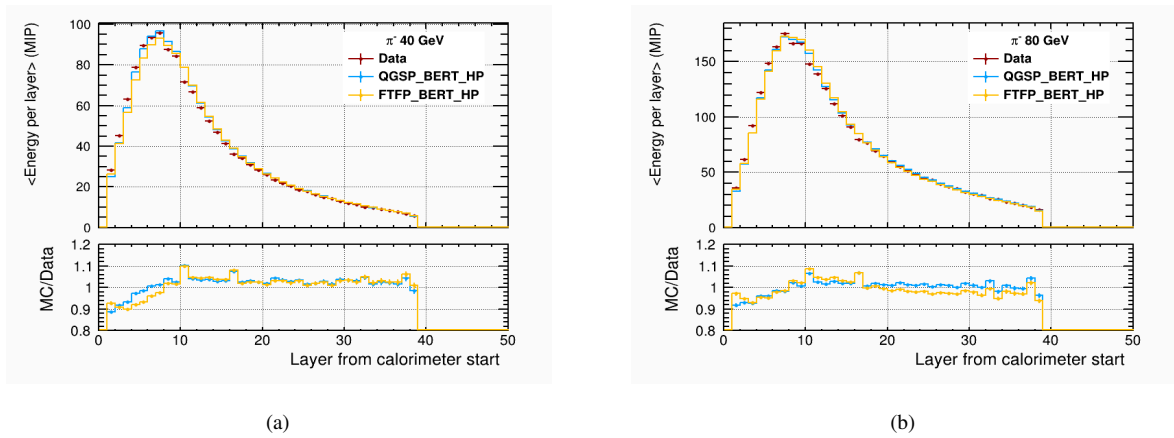 <Energy per layer> (MIP)
100
80
60
40
20
0
π⁻ 40 GeV
Data
QGSP_BERT_HP
FTFP_BERT_HP
MC/Data
1.2
1.1
1
0.9
0.8
0 10 20 30 40 50
Layer from calorimeter start
(a)
<Energy per layer> (MIP)
150
100
50
0
π⁻ 80 GeV
Data
QGSP_BERT_HP
FTFP_BERT_HP
MC/Data
1.2
1.1
1
0.9
0.8
0 10 20 30 40 50
Layer from calorimeter start
(b)